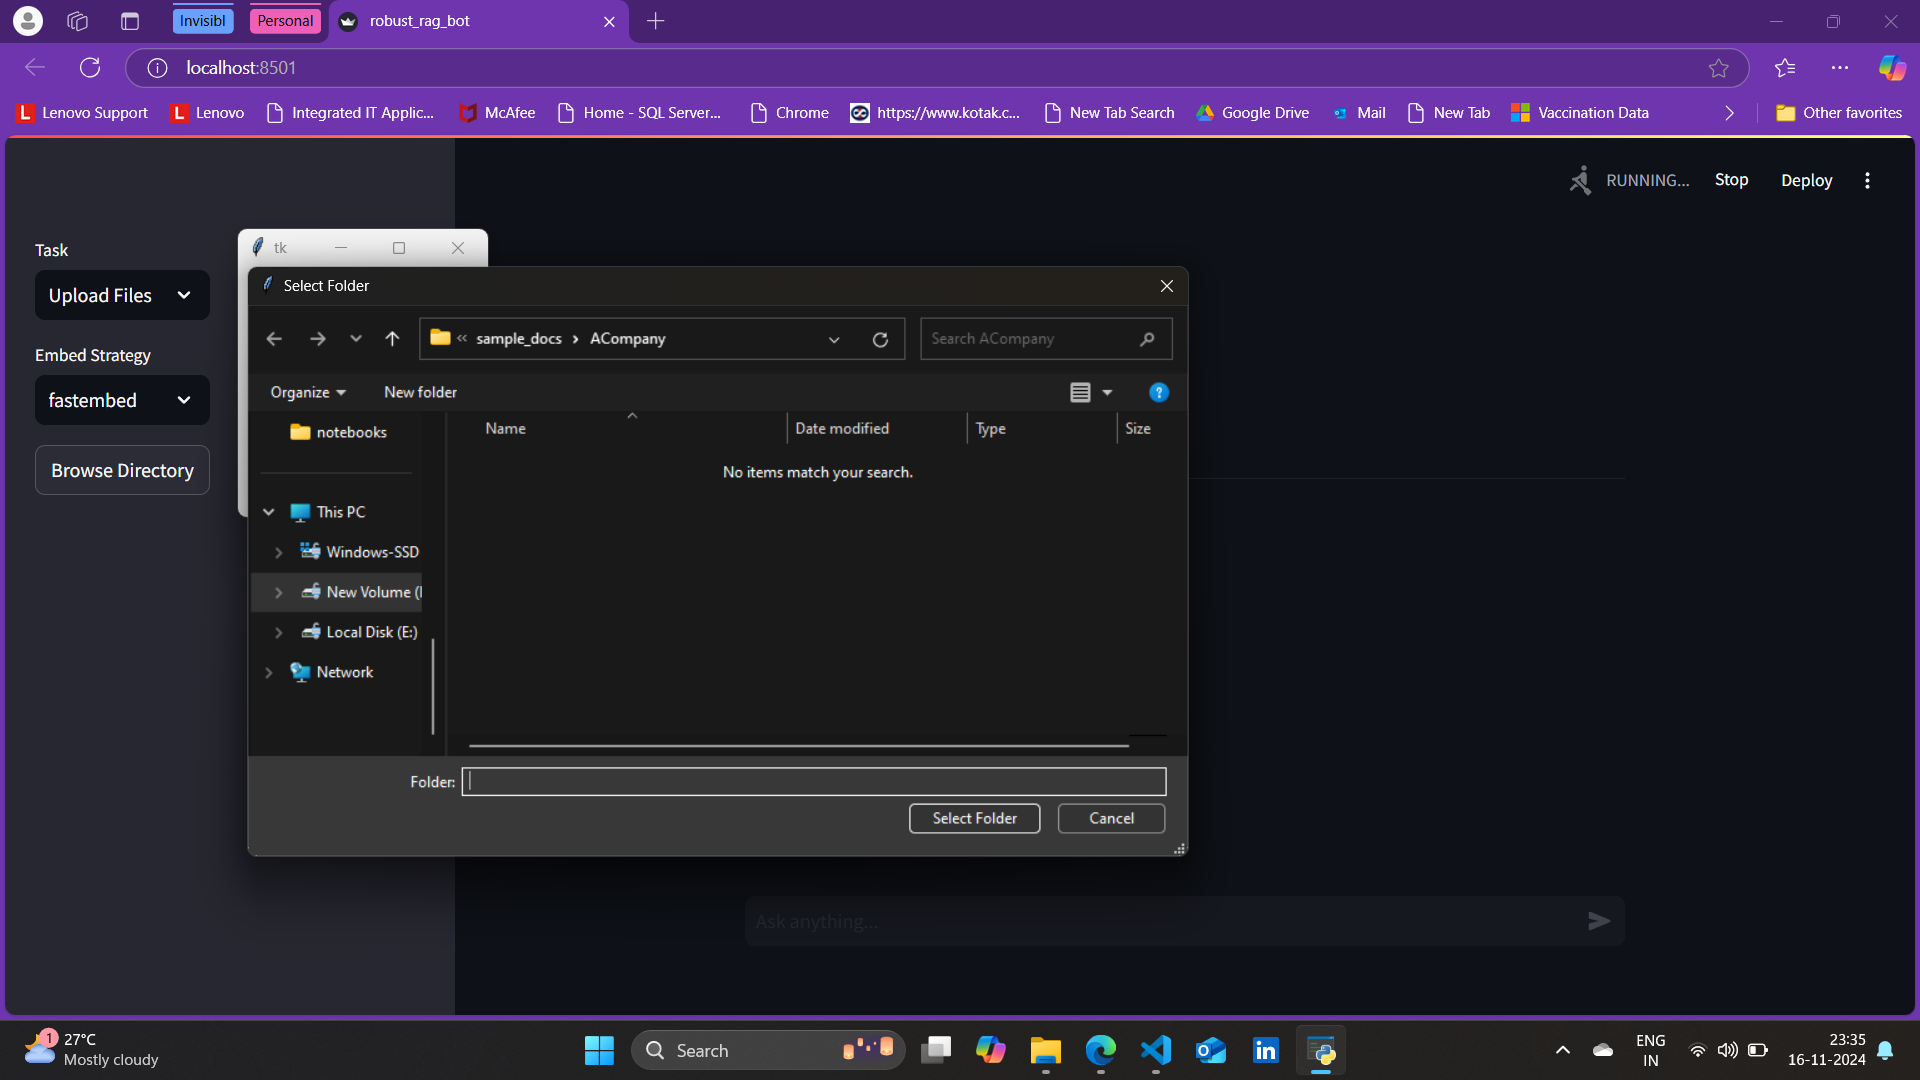 Invisibl
Personal
robust_rag_bot
localhost:8501
Lenovo Support
Lenovo
Integrated IT Applic...
McAfee
Home - SQL Server...
Chrome
https://www.kotak.c...
New Tab Search
Google Drive
Mail
New Tab
Vaccination Data
Other favorites
RUNNING...
Stop
Deploy
Task
Upload Files
Embed Strategy
fastembed
Browse Directory
tk
Select Folder
« sample_docs > ACompany
Search ACompany
Organize
New folder
Name
Date modified
Type
Size
No items match your search.
notebooks
This PC
Windows-SSD
New Volume (
Local Disk (E:)
Network
Folder:
Select Folder
Cancel
Ask anything...
1
27°C
Mostly cloudy
Search
ENG
IN
23:35
16-11-2024